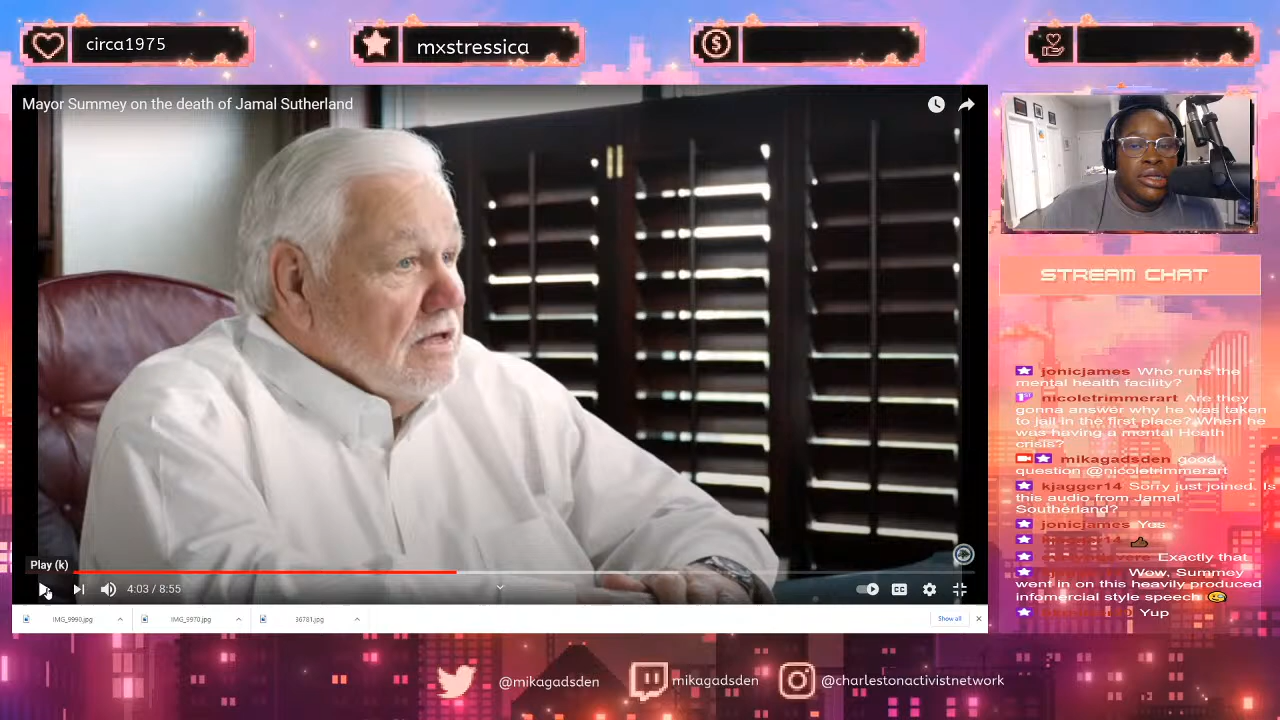 circa1975
mxstressica
Mayor Summey on the death of Jamal Sutherland
STREAM CHAT
jonicjames Who runs the
mental health facility?
nicoletrimmerart Are they
gonna answer why he was taken
to jail in the first place? When he
was having a mental Hcath
crisis?
mikagadsden good
question @nicoletrimmerart
kjagger14 Sorry just joined. Is
this audio from Jamal
Southerland?
jonicjames Yes
Exactly that
Wow. Summey
went in on this heavily produced
infomercial style speech
Yup
Play (k)
4:03 / 8:55
CC
IMG_9990.jpg
IMG_9970.jpg
36781.jpg
Show all
@mikagadsden
mikagadsden
@charlestonactivistnetwork